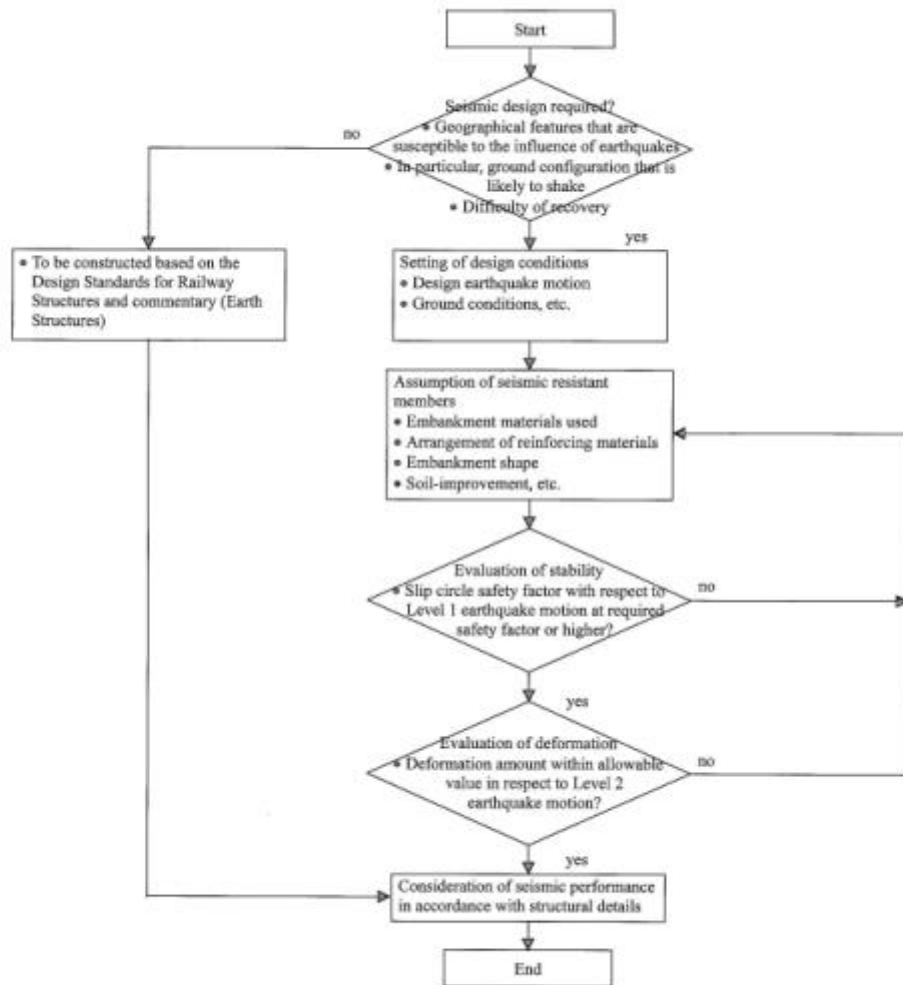 Start
Seismic design required?
• Geographical features that are
susceptible to the influence of earthquakes
• In particular, ground configuration that is
likely to shake
• Difficulty of recovery
no
yes
• To be constructed based on the
Design Standards for Railway
Structures and commentary (Earth
Structures)
Setting of design conditions
• Design earthquake motion
• Ground conditions, etc.
Assumption of seismic resistant
members
• Embankment materials used
• Arrangement of reinforcing materials
• Embankment shape
• Soil-improvement, etc.
Evaluation of stability
• Slip circle safety factor with respect to
Level 1 earthquake motion at required
safety factor or higher?
no
yes
Evaluation of deformation
• Deformation amount within allowable
value in respect to Level 2
earthquake motion?
no
yes
Consideration of seismic performance
in accordance with structural details
End